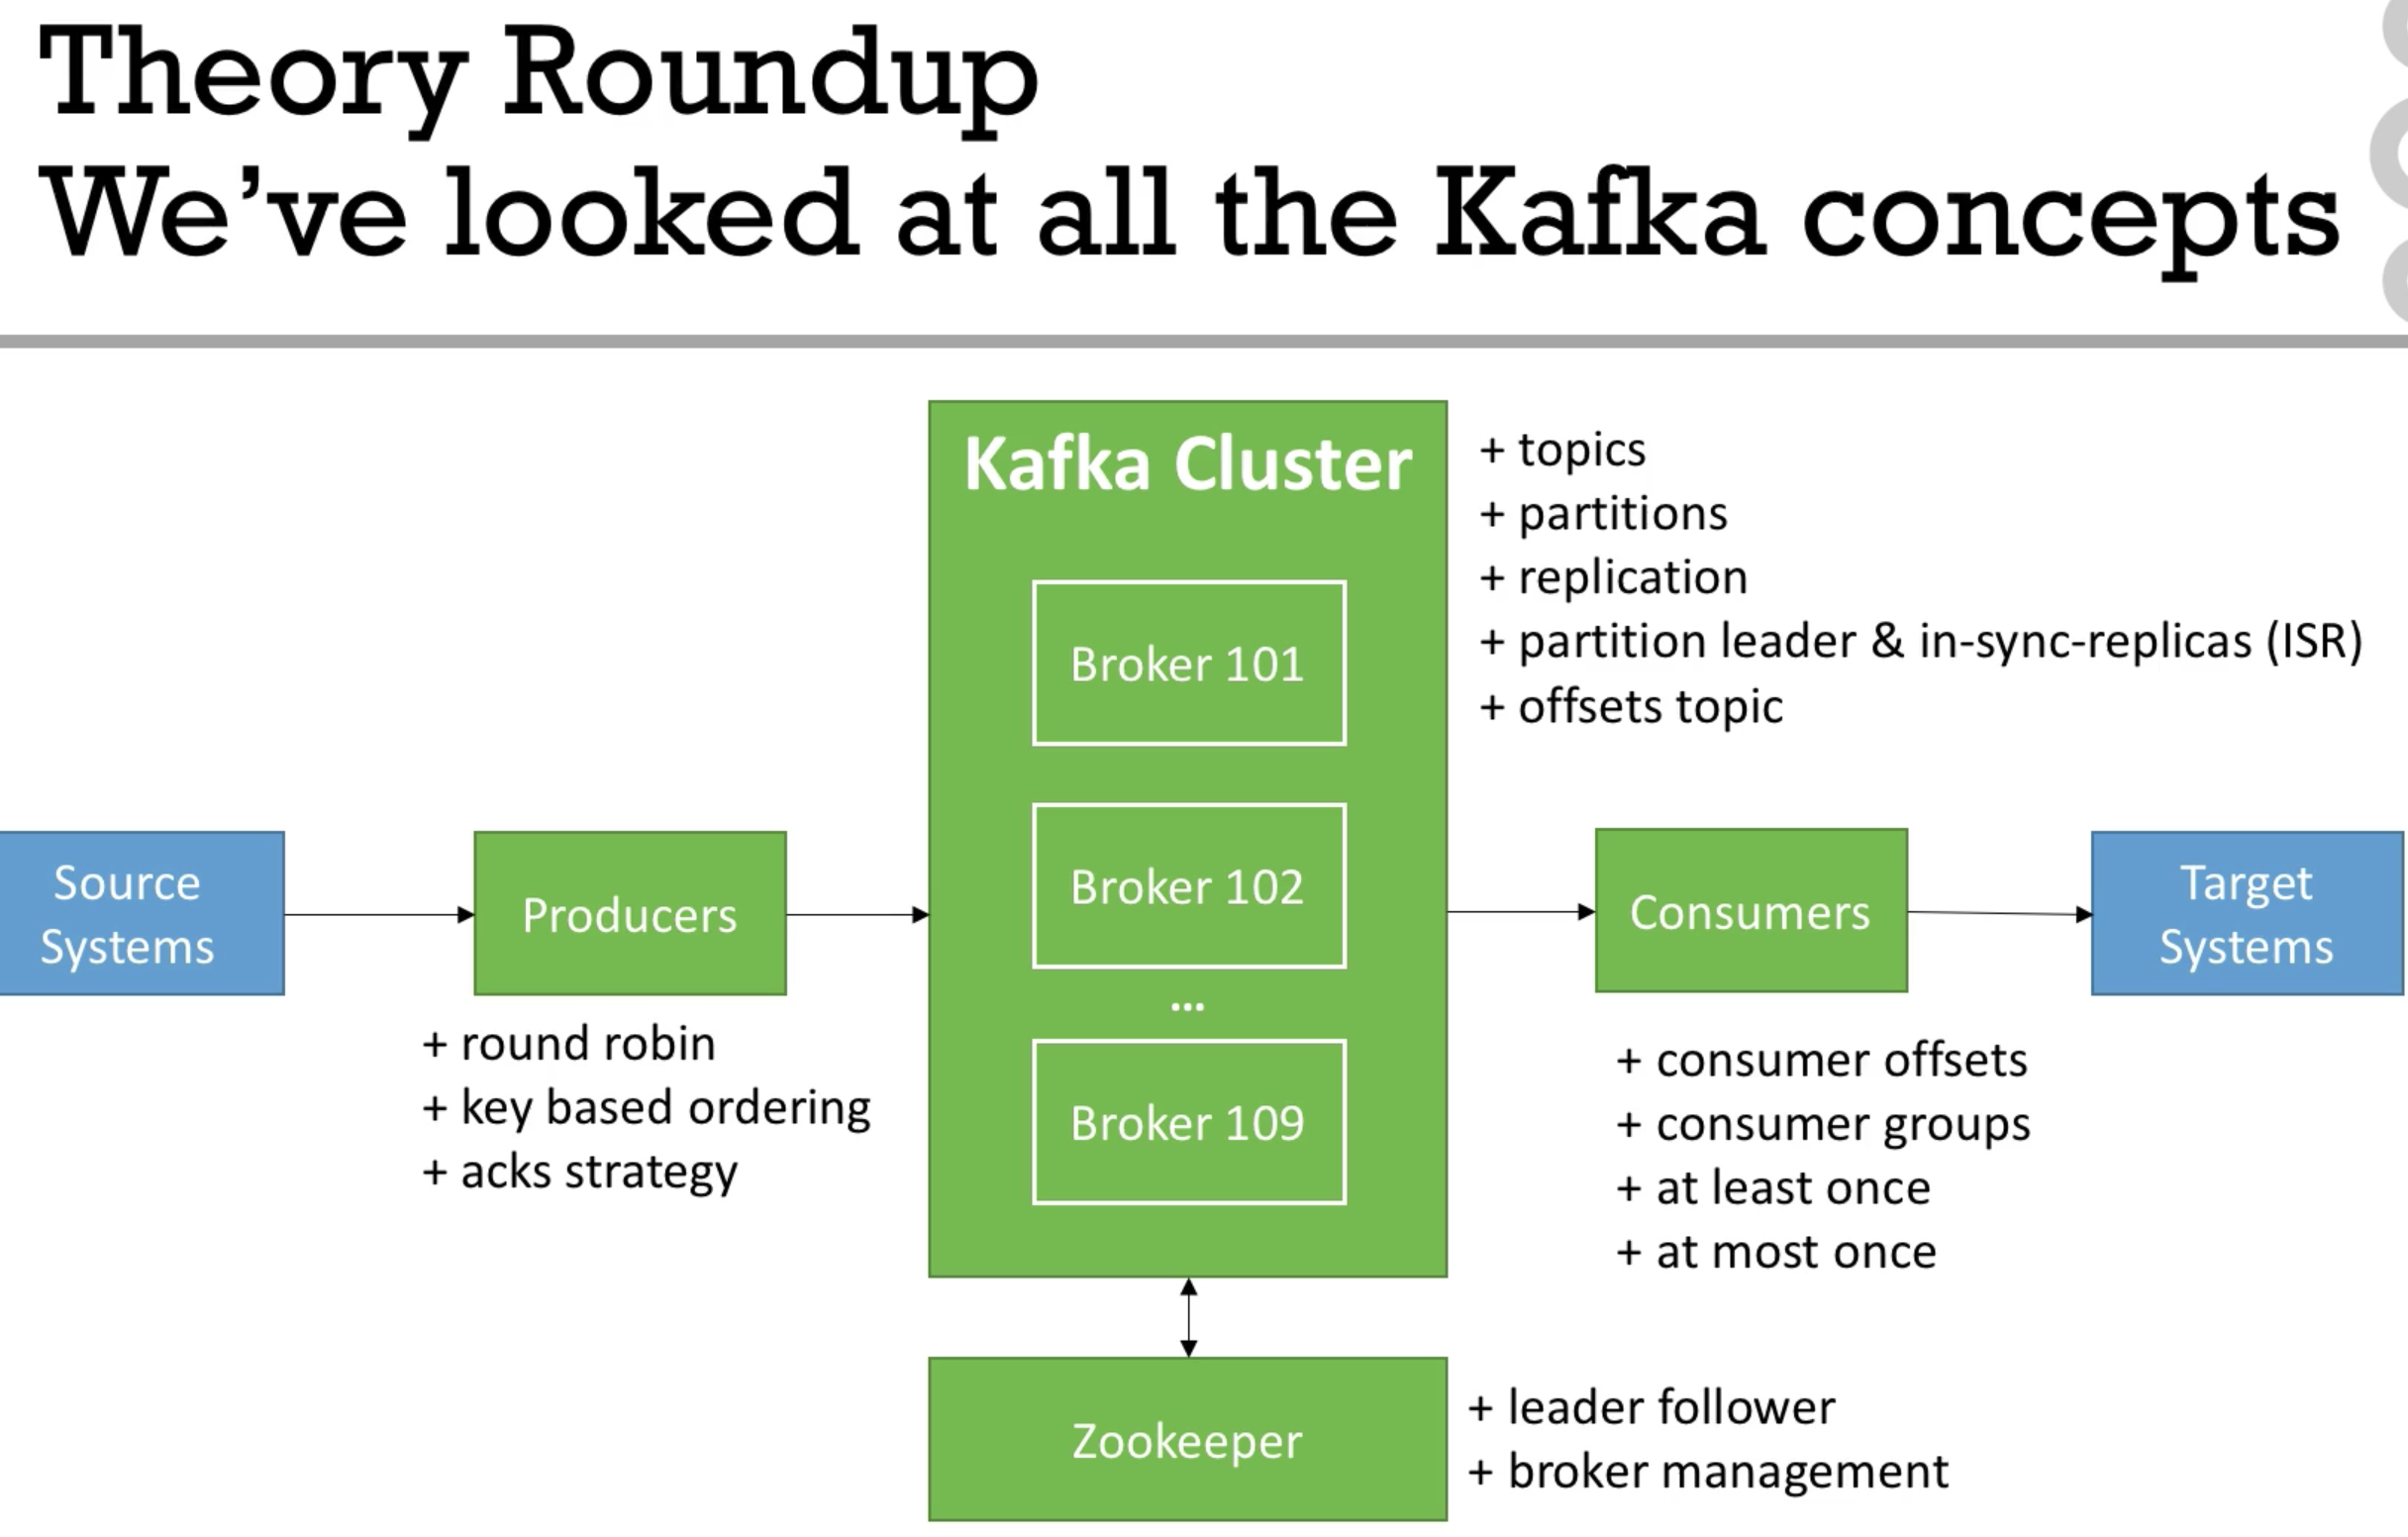 Theory Roundup
We've looked at all the Kafka concepts
Kafka Cluster
Broker 101
Broker 102
...
Broker 109
+ topics
+ partitions
+ replication
+ partition leader & in-sync-replicas (ISR)
+ offsets topic
Source
Systems
Producers
+ round robin
+ key based ordering
+ acks strategy
Consumers
+ consumer offsets
+ consumer groups
+ at least once
+ at most once
Target
Systems
Zookeeper
+ leader follower
+ broker management